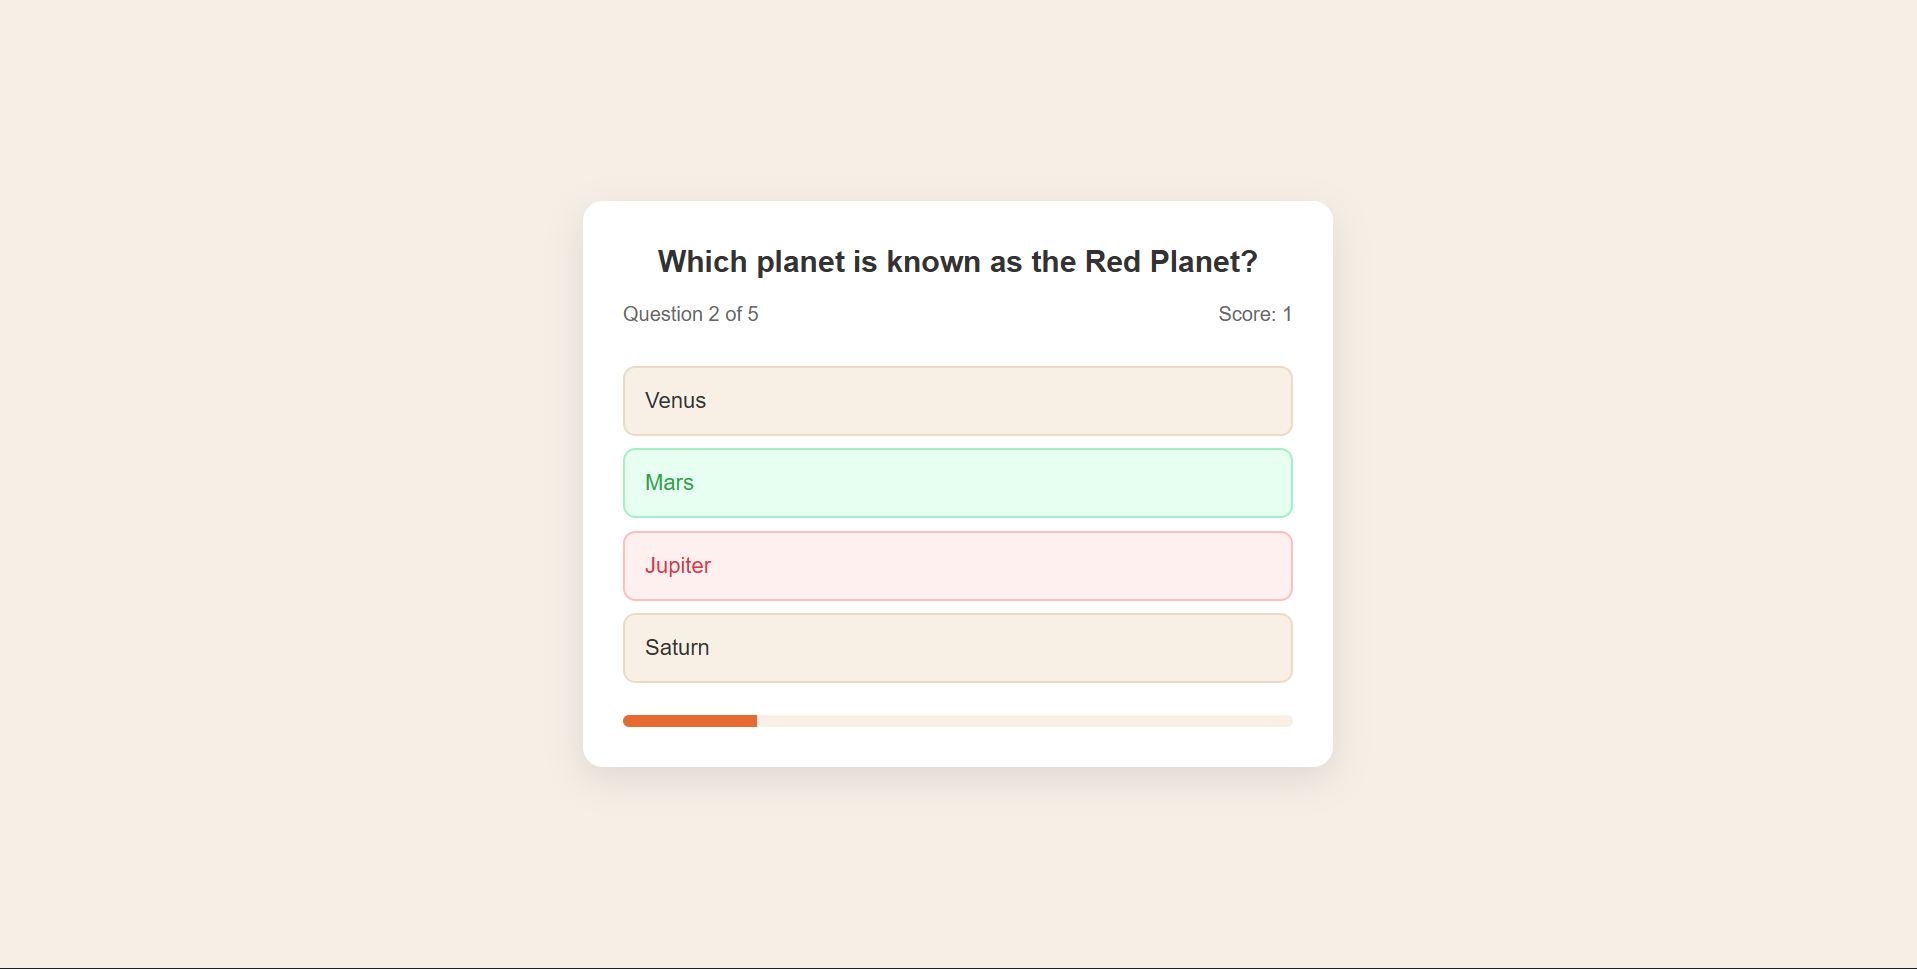 Which planet is known as the Red Planet?
Question 2 of 5 Score: 1
Venus
Mars
Jupiter
Saturn